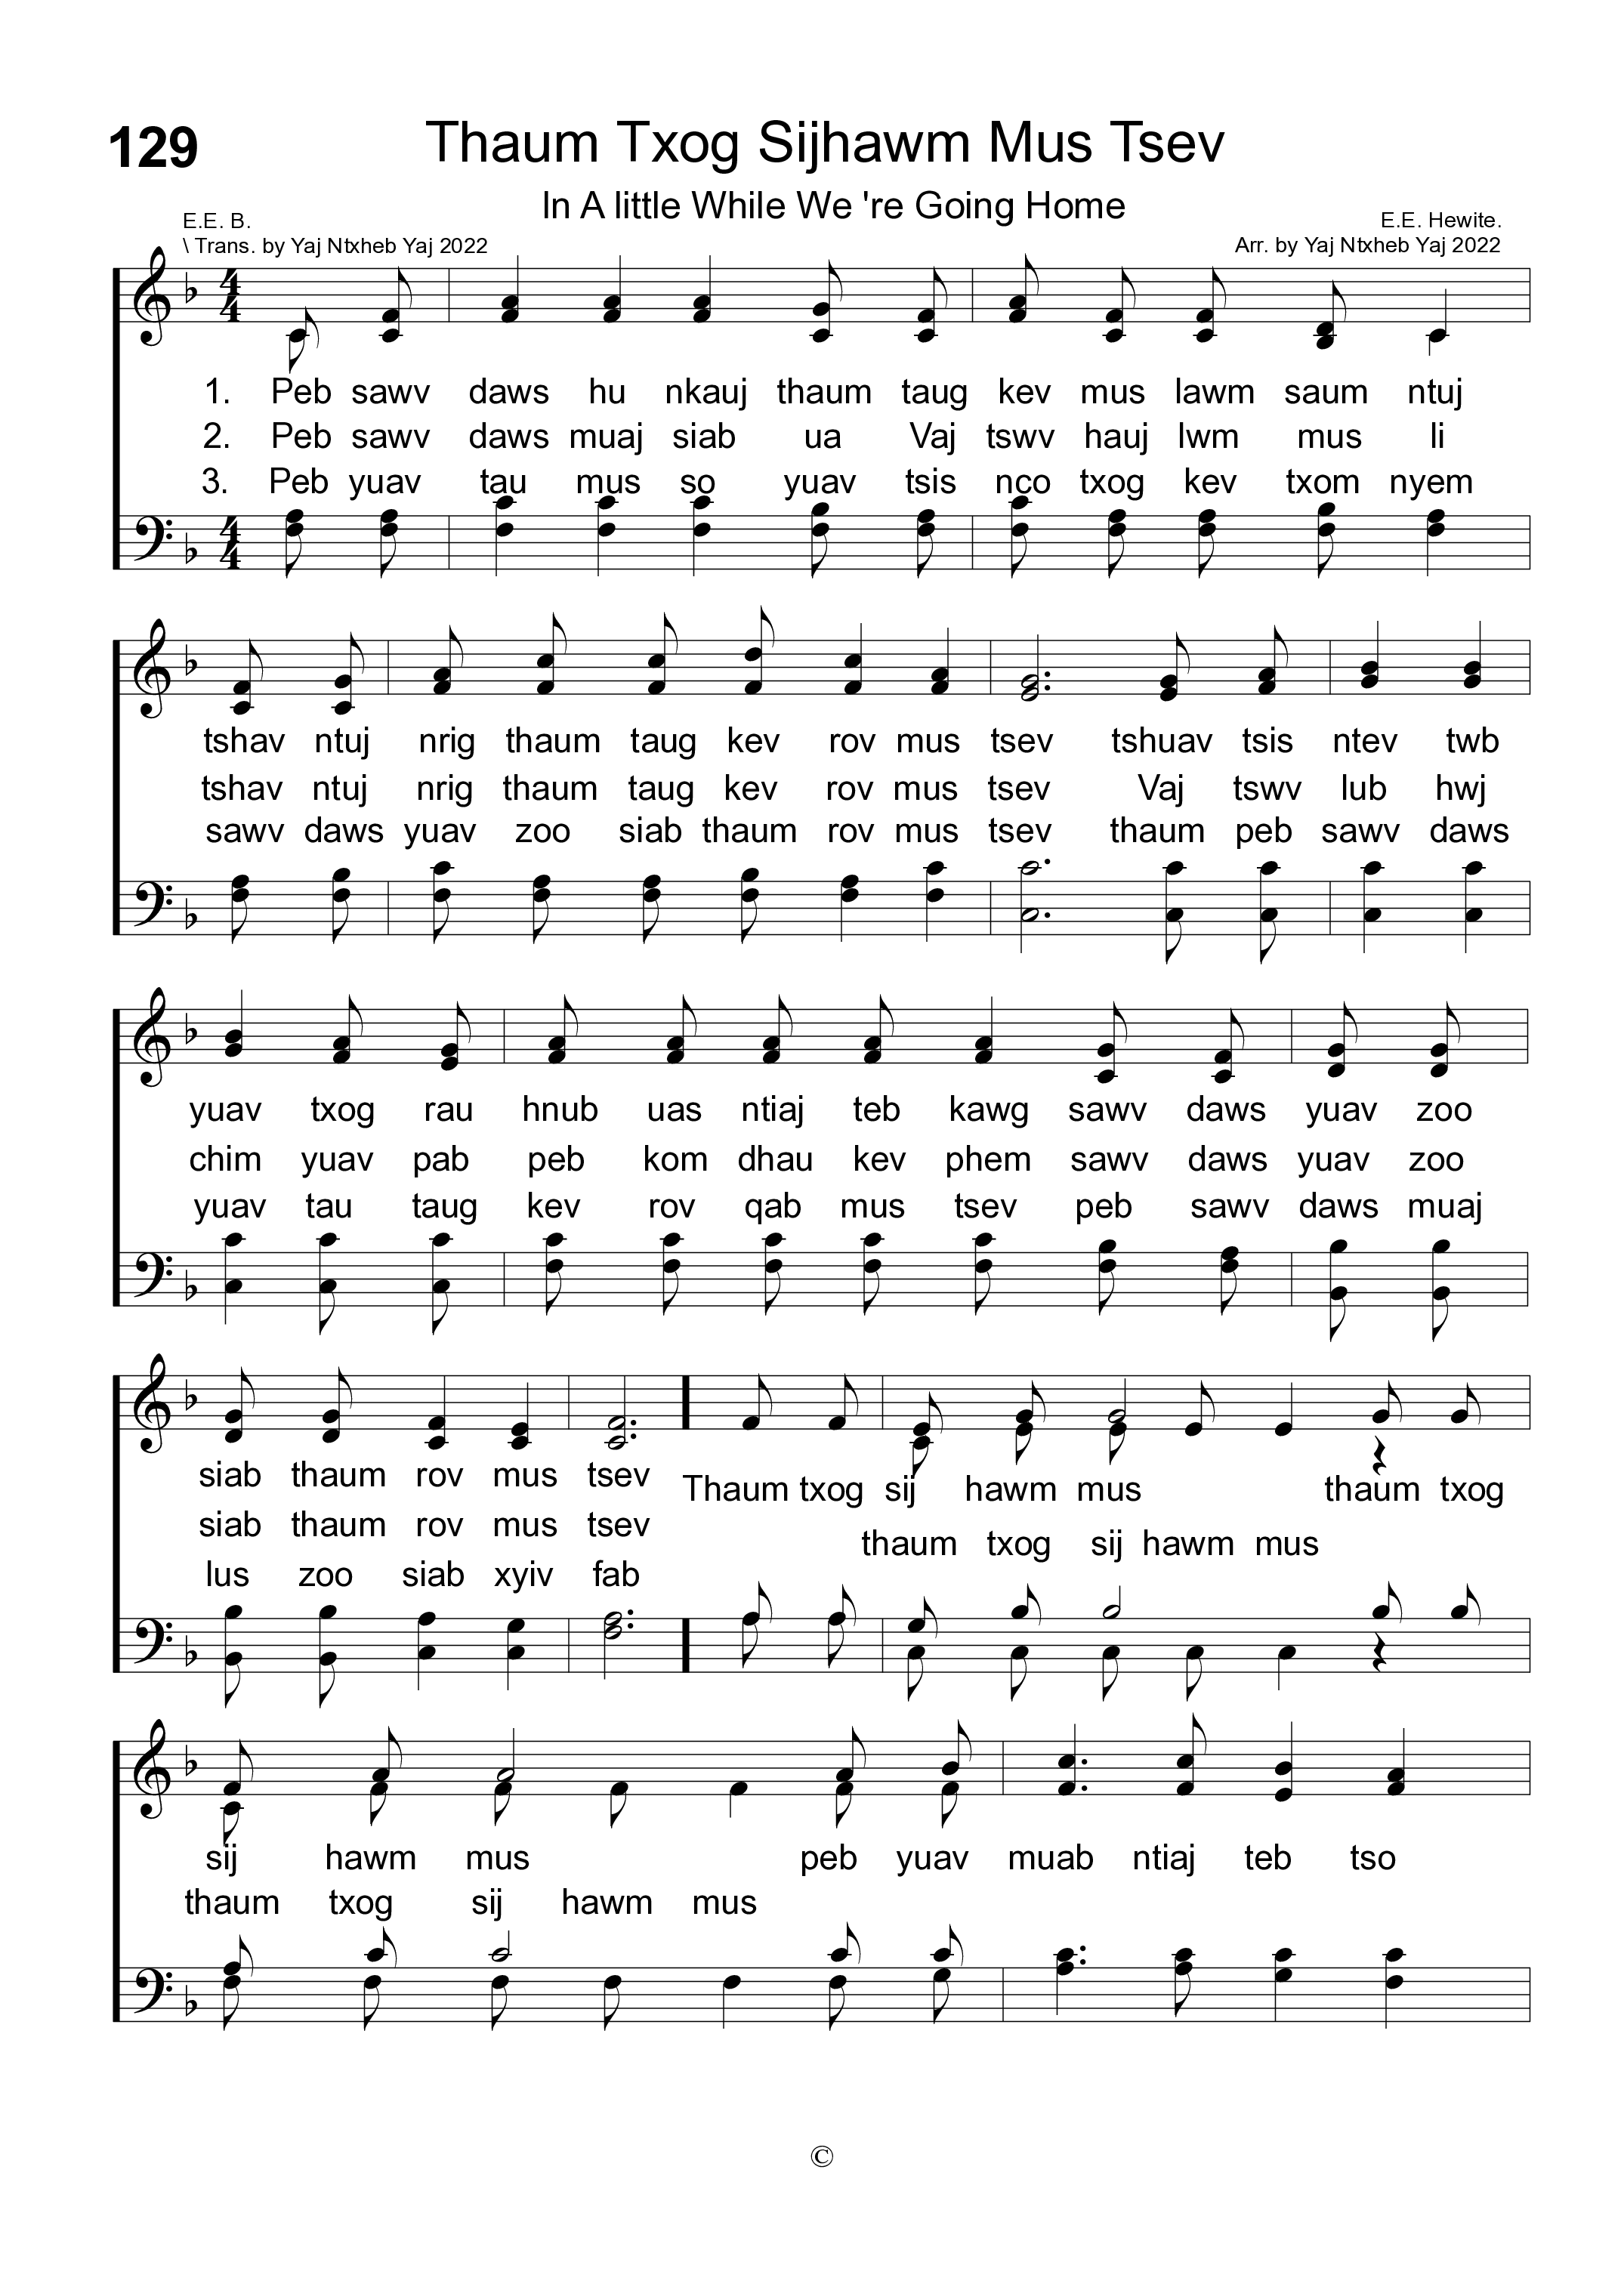 129
Thaum Txog Sijhawm Mus Tsev
In A little While We 're Going Home
E.E. B.
\ Trans. by Yaj Ntxheb Yaj 2022
E.E. Hewite.
Arr. by Yaj Ntxheb Yaj 2022
1. Peb sawv daws hu nkauj thaum taug kev mus lawm saum ntuj
2. Peb sawv daws muaj siab ua Vaj tswv hauj lwm mus li
3. Peb yuav tau mus so yuav tsis nco txog kev txom nyem
tshav ntuj nrig thaum taug kev rov mus tsev tshuav tsis ntev twb
tshav ntuj nrig thaum taug kev rov mus tsev Vaj tswv lub hwj
sawv daws yuav zoo siab thaum rov mus tsev thaum peb sawv daws
yuav txog rau hnub uas ntiaj teb kawg sawv daws yuav zoo
chim yuav pab peb kom dhau kev phem sawv daws yuav zoo
yuav tau taug kev rov qab mus tsev peb sawv daws muaj
siab thaum rov mus tsev Thaum txog sij hawm mus thaum txog
siab thaum rov mus tsev thaum txog sij hawm mus
lus zoo siab xyiv fab
sij hawm mus peb yuav muab ntiaj teb tso
thaum txog sij hawm mus
©